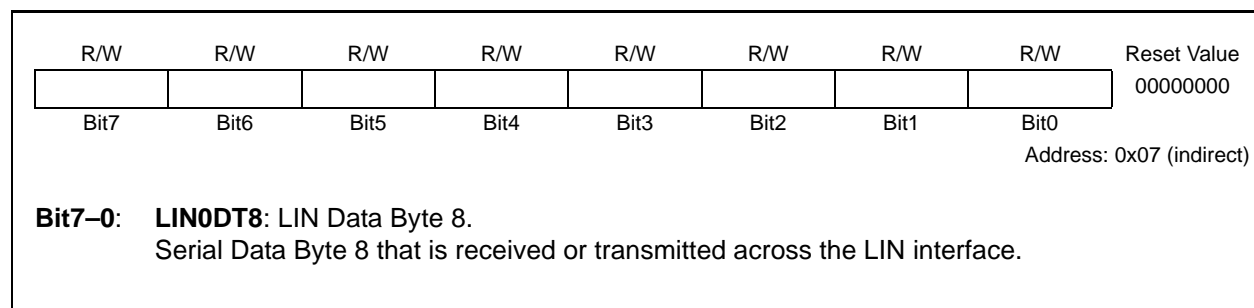 R/W R/W R/W R/W R/W R/W R/W R/W Reset Value
00000000
Bit7 Bit6 Bit5 Bit4 Bit3 Bit2 Bit1 Bit0
Address: 0x07 (indirect)
Bit7–0: LIN0DT8: LIN Data Byte 8.
Serial Data Byte 8 that is received or transmitted across the LIN interface.